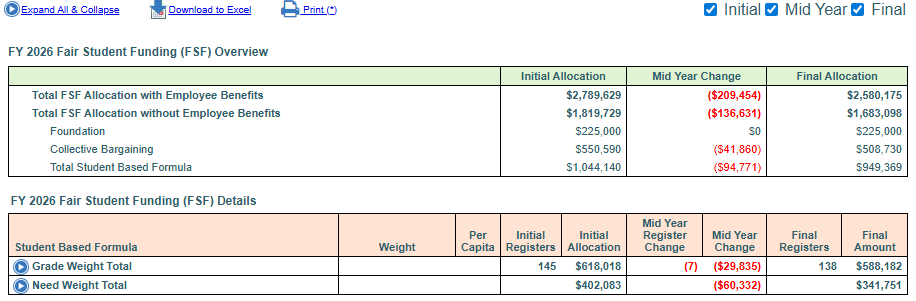 Expand All & Collapse Download to Excel Print (*) Initial Mid Year Final
FY 2026 Fair Student Funding (FSF) Overview
Initial Allocation Mid Year Change Final Allocation
Total FSF Allocation with Employee Benefits $2,789,629 ($209,454) $2,580,175
Total FSF Allocation without Employee Benefits $1,819,729 ($136,631) $1,683,098
Foundation $225,000 $0 $225,000
Collective Bargaining $550,590 ($41,860) $508,730
Total Student Based Formula $1,044,140 ($94,771) $949,369
FY 2026 Fair Student Funding (FSF) Details
Student Based Formula Weight Per Capita Initial Registers Initial Allocation Mid Year Register Change Mid Year Change Final Registers Final Amount
Grade Weight Total 145 $618,018 (7) ($29,835) 138 $588,182
Need Weight Total $402,083 ($60,332) $341,751